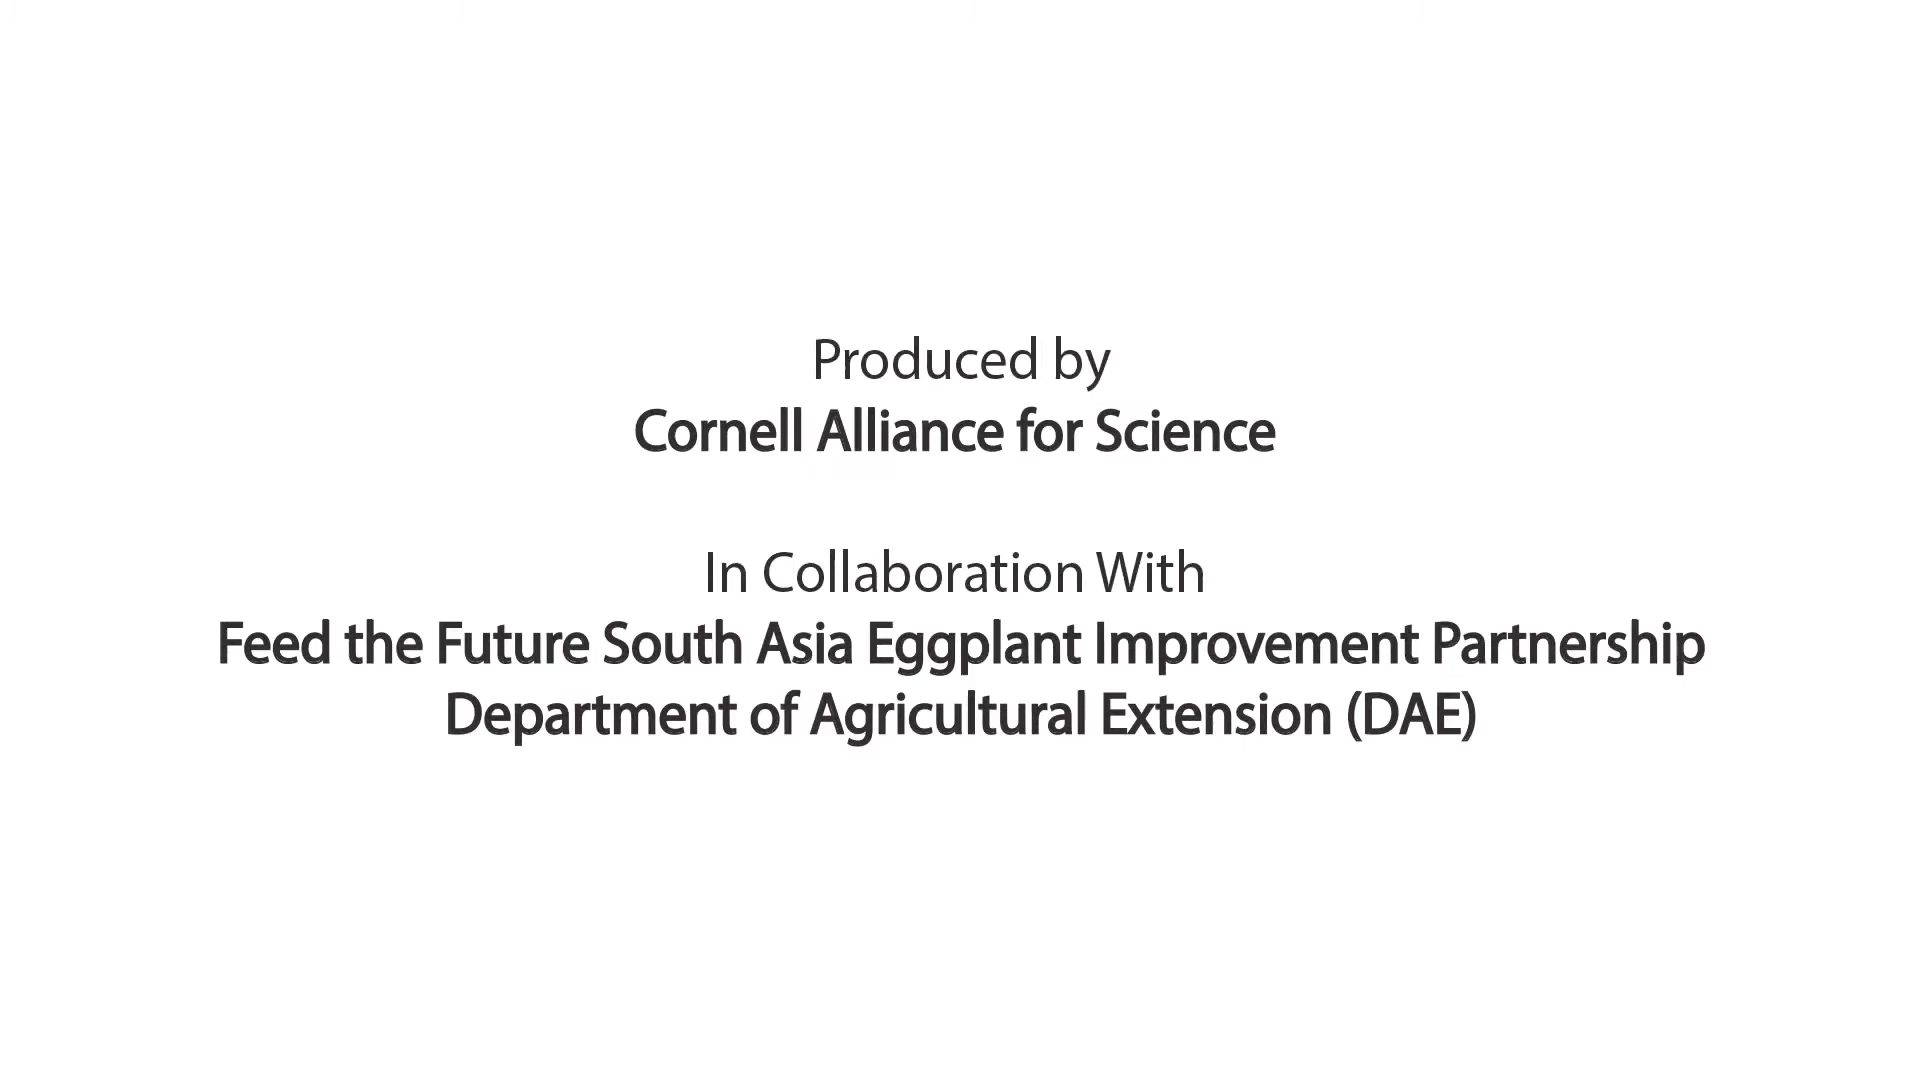 Produced by
Cornell Alliance for Science
In Collaboration With
Feed the Future South Asia Eggplant Improvement Partnership
Department of Agricultural Extension (DAE)